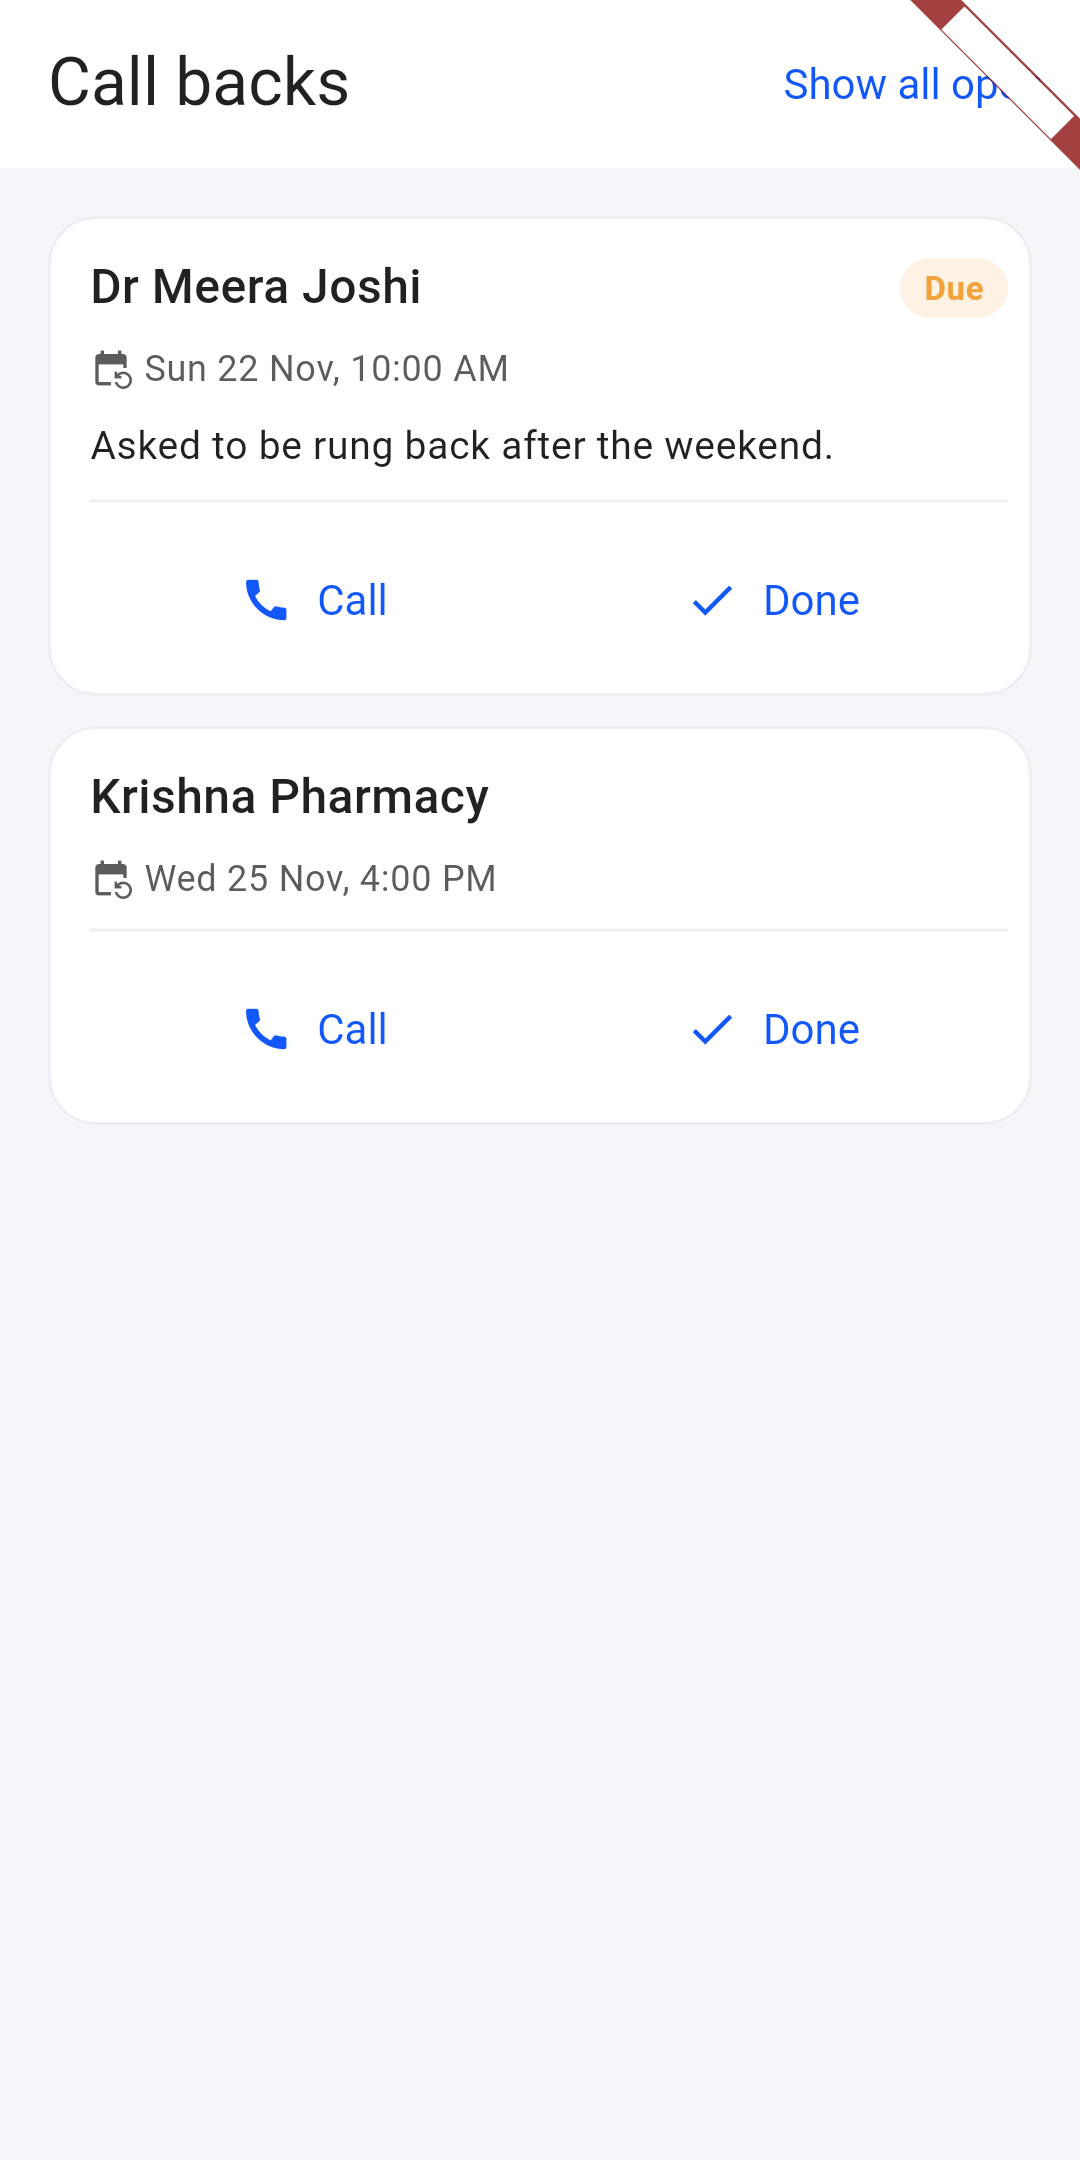 Call backs
Show all
Dr Meera Joshi
Due
Sun 22 Nov, 10:00 AM
Asked to be rung back after the weekend.
Call
Done
Krishna Pharmacy
Wed 25 Nov, 4:00 PM
Call
Done